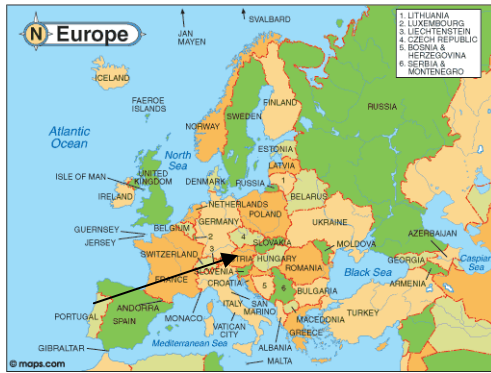 N Europe
JAN
MAYEN
SVALBARD
1. LITHUANIA
2. LUXEMBOURG
3. LIECHTENSTEIN
4. CZECH REPUBLIC
5. BOSNIA &
HERZEGOVINA
6. SERBIA &
MONTENEGRO
ICELAND
FAEROE
ISLANDS
FINLAND
RUSSIA
NORWAY
SWEDEN
Atlantic
Ocean
ESTONIA
North
Sea
LATVIA
ISLE OF MAN
UNITED
KINGDOM
DENMARK
RUSSIA
1
IRELAND
BELARUS
NETHERLANDS
POLAND
GUERNSEY
JERSEY
BELGIUM
GERMANY
UKRAINE
2
4
SLOVAKIA
MOLDOVA
AZERBAIJAN
SWITZERLAND
3
TRIA
HUNGARY
Caspian
Sea
SLOVENIA
ROMANIA
GEORGIA
FRANCE
CROATIA
Black Sea
ARMENIA
5
6
BULGARIA
PORTUGAL
ANDORRA
SPAIN
MONACO
ITALY
SAN
MARINO
MACEDONIA
TURKEY
VATICAN
CITY
GREECE
GIBRALTAR
Mediterranean Sea
ALBANIA
MALTA
© maps.com